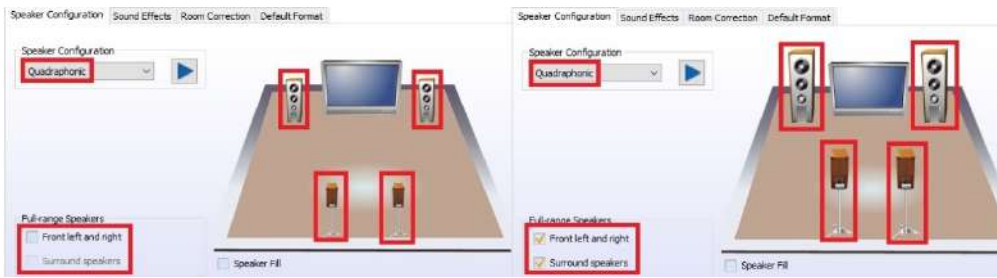 Speaker Configuration Sound Effects Room Correction Default Format
Speaker Configuration
Quadraphonic
Full-range Speakers
Front left and right
Surround speakers
Speaker Fill
Speaker Configuration Sound Effects Room Correction Default Format
Speaker Configuration
Quadraphonic
Full-range Speakers
Front left and right
Surround speakers
Speaker Fill